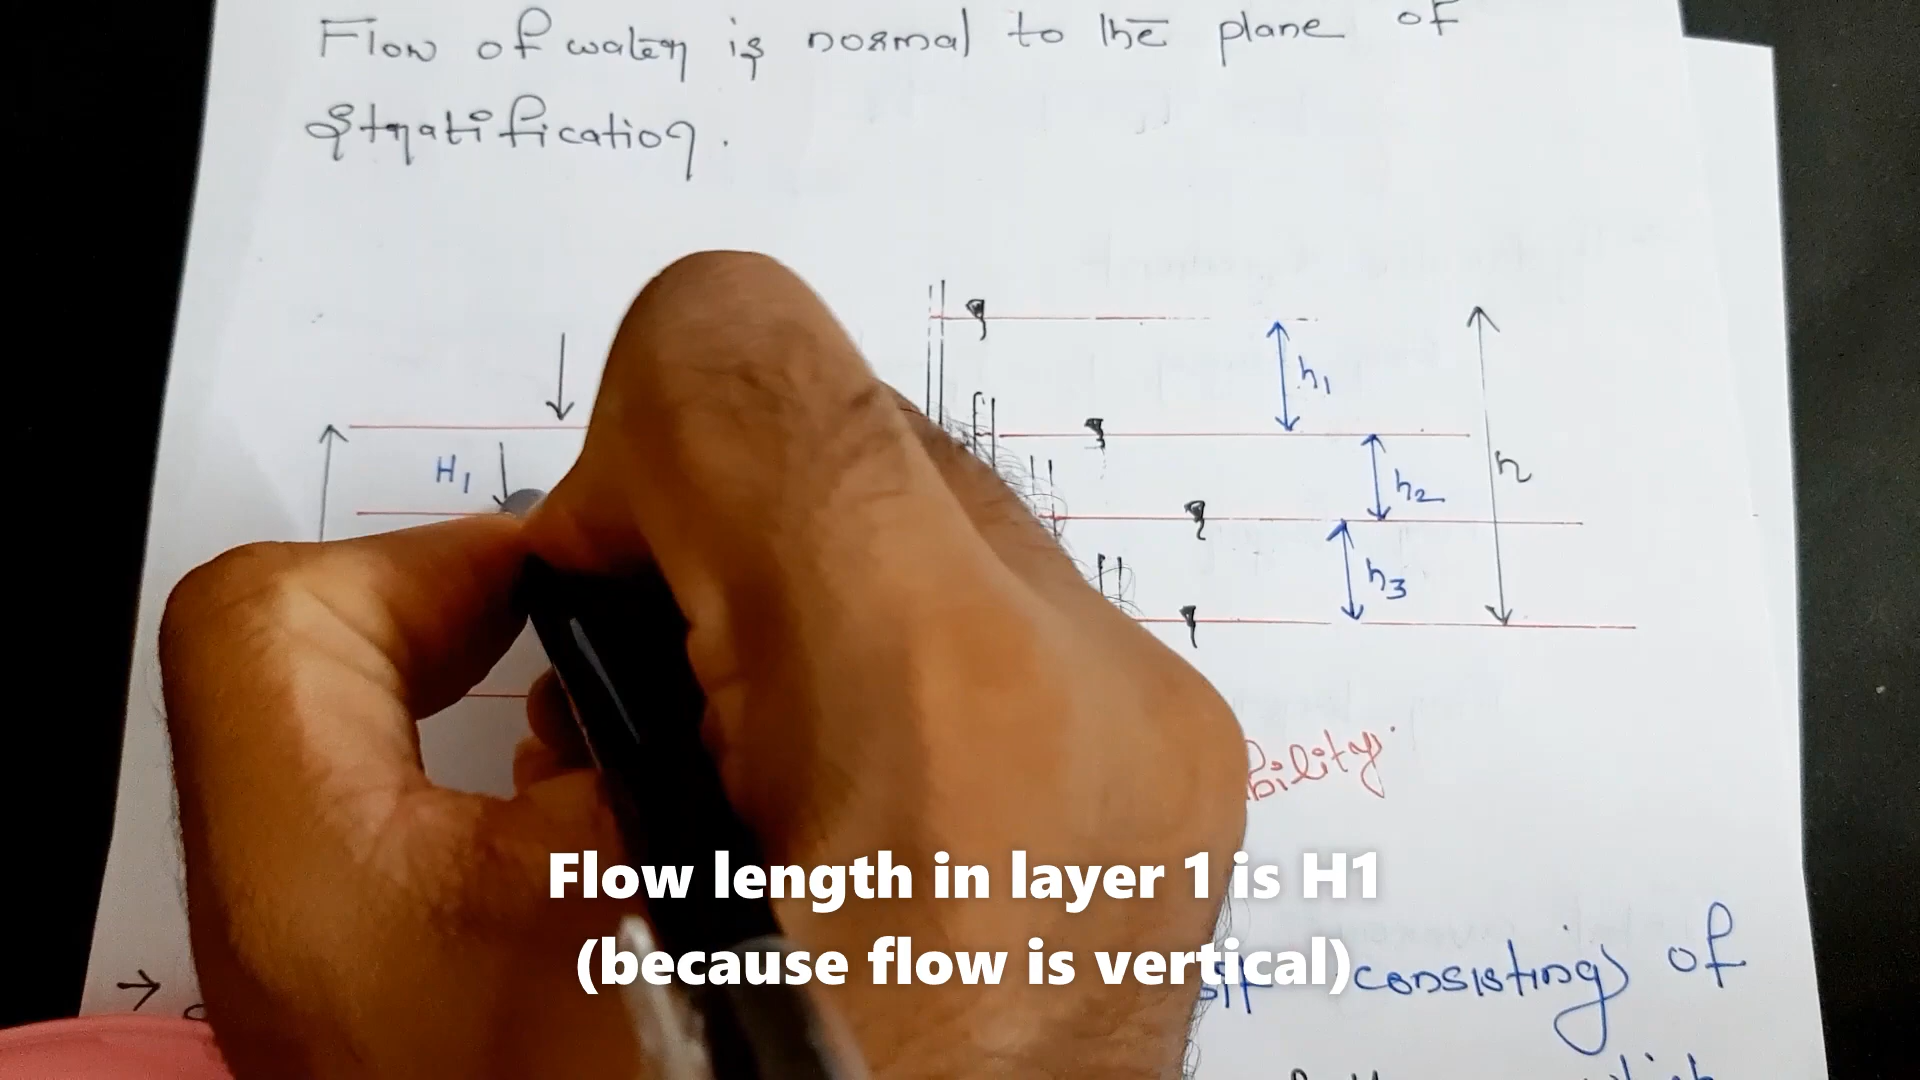 Flow of water is normal to the plane of
stratification.
h1
H1
h2
h
h3
bility.
Flow length in layer 1 is H1
(because flow is vertical)
→
consisting of